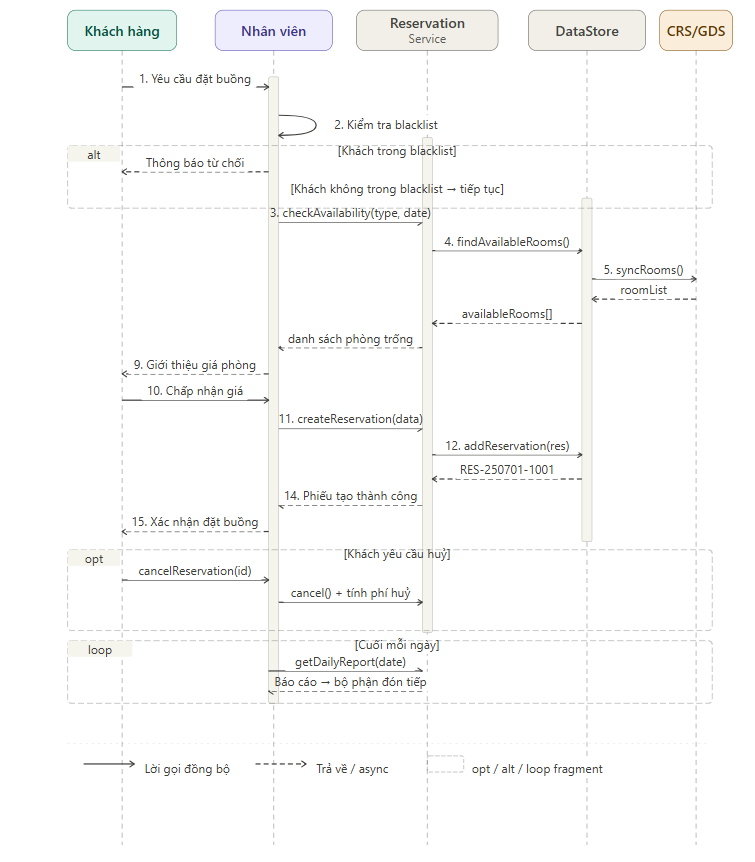 Khách hàng
Nhân viên
Reservation
Service
DataStore
CRS/GDS
1. Yêu cầu đặt buồng
2. Kiểm tra blacklist
alt
[Khách trong blacklist]
Thông báo từ chối
[Khách không trong blacklist → tiếp tục]
3. checkAvailability(type, date)
4. findAvailableRooms()
5. syncRooms()
roomList
availableRooms[]
danh sách phòng trống
9. Giới thiệu giá phòng
10. Chấp nhận giá
11. createReservation(data)
12. addReservation(res)
RES-250701-1001
14. Phiếu tạo thành công
15. Xác nhận đặt buồng
opt
[Khách yêu cầu huỷ]
cancelReservation(id)
cancel() + tính phí huỷ
loop
[Cuối mỗi ngày]
getDailyReport(date)
Báo cáo → bộ phận đón tiếp
Lời gọi đồng bộ
Trả về / async
opt / alt / loop fragment